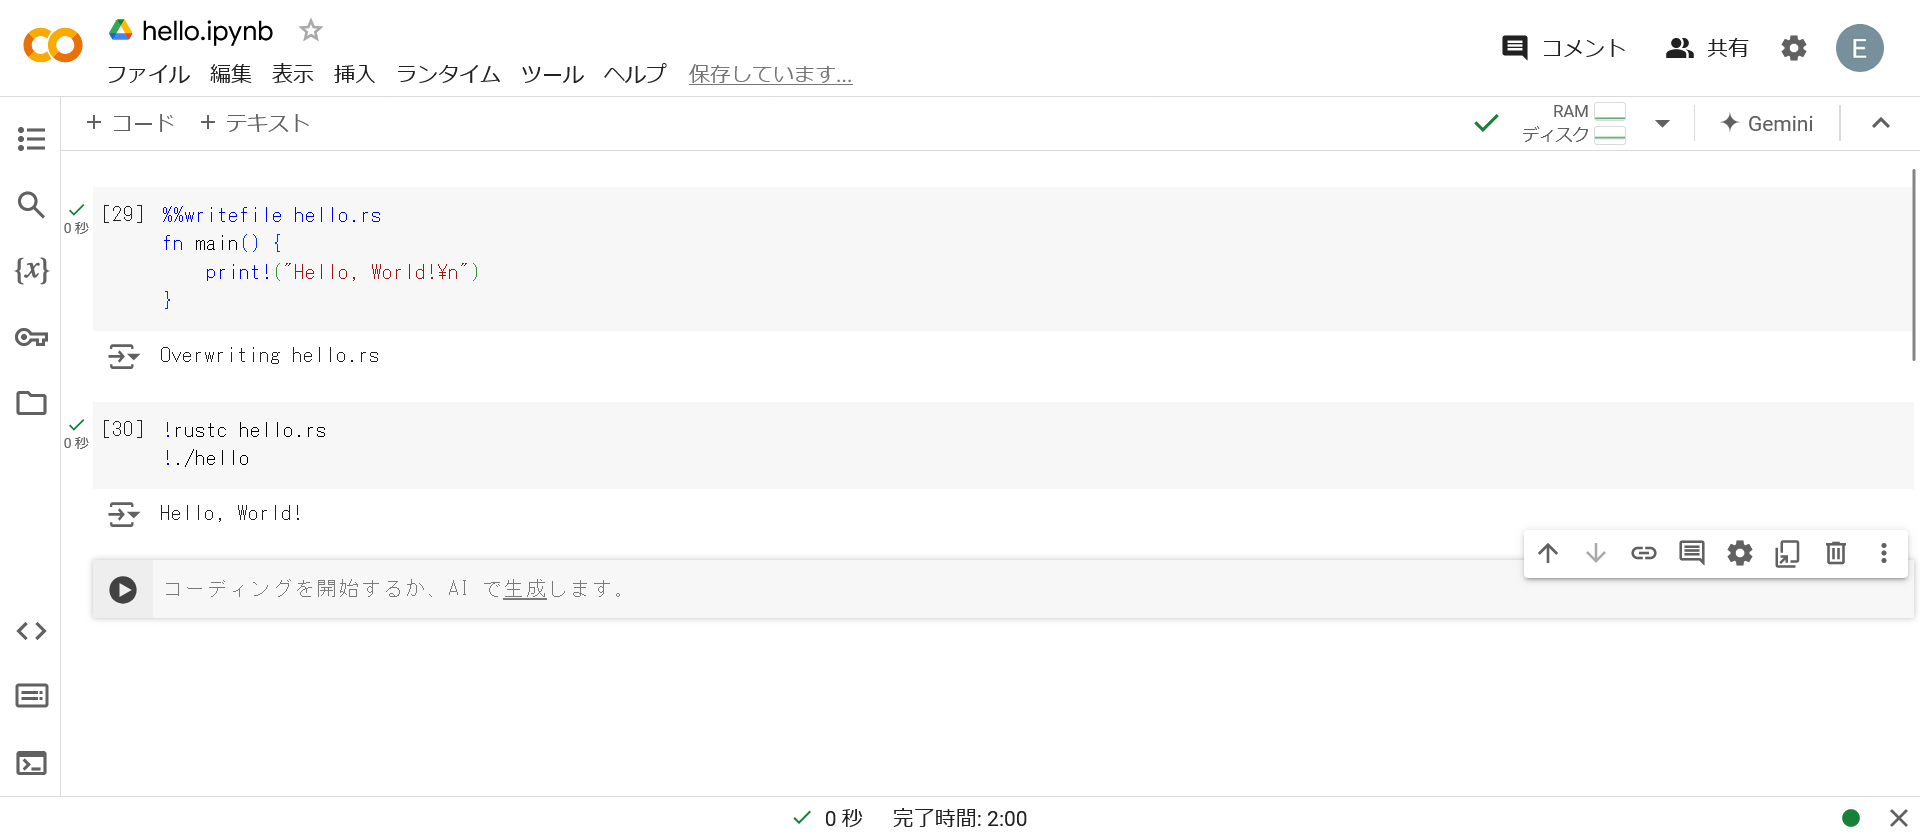 hello.ipynb
ファイル 編集 表示 挿入 ランタイム ツール ヘルプ 保存しています...
コメント 共有 E
+ コード + テキスト
RAM
ディスク
Gemini
[29] %%writefile hello.rs
0 秒
fn main() {
    print!("Hello, World!¥n")
}
Overwriting hello.rs
[30] !rustc hello.rs
0 秒
!./hello
Hello, World!
コーディングを開始するか、AI で生成します。
0 秒 完了時間: 2:00